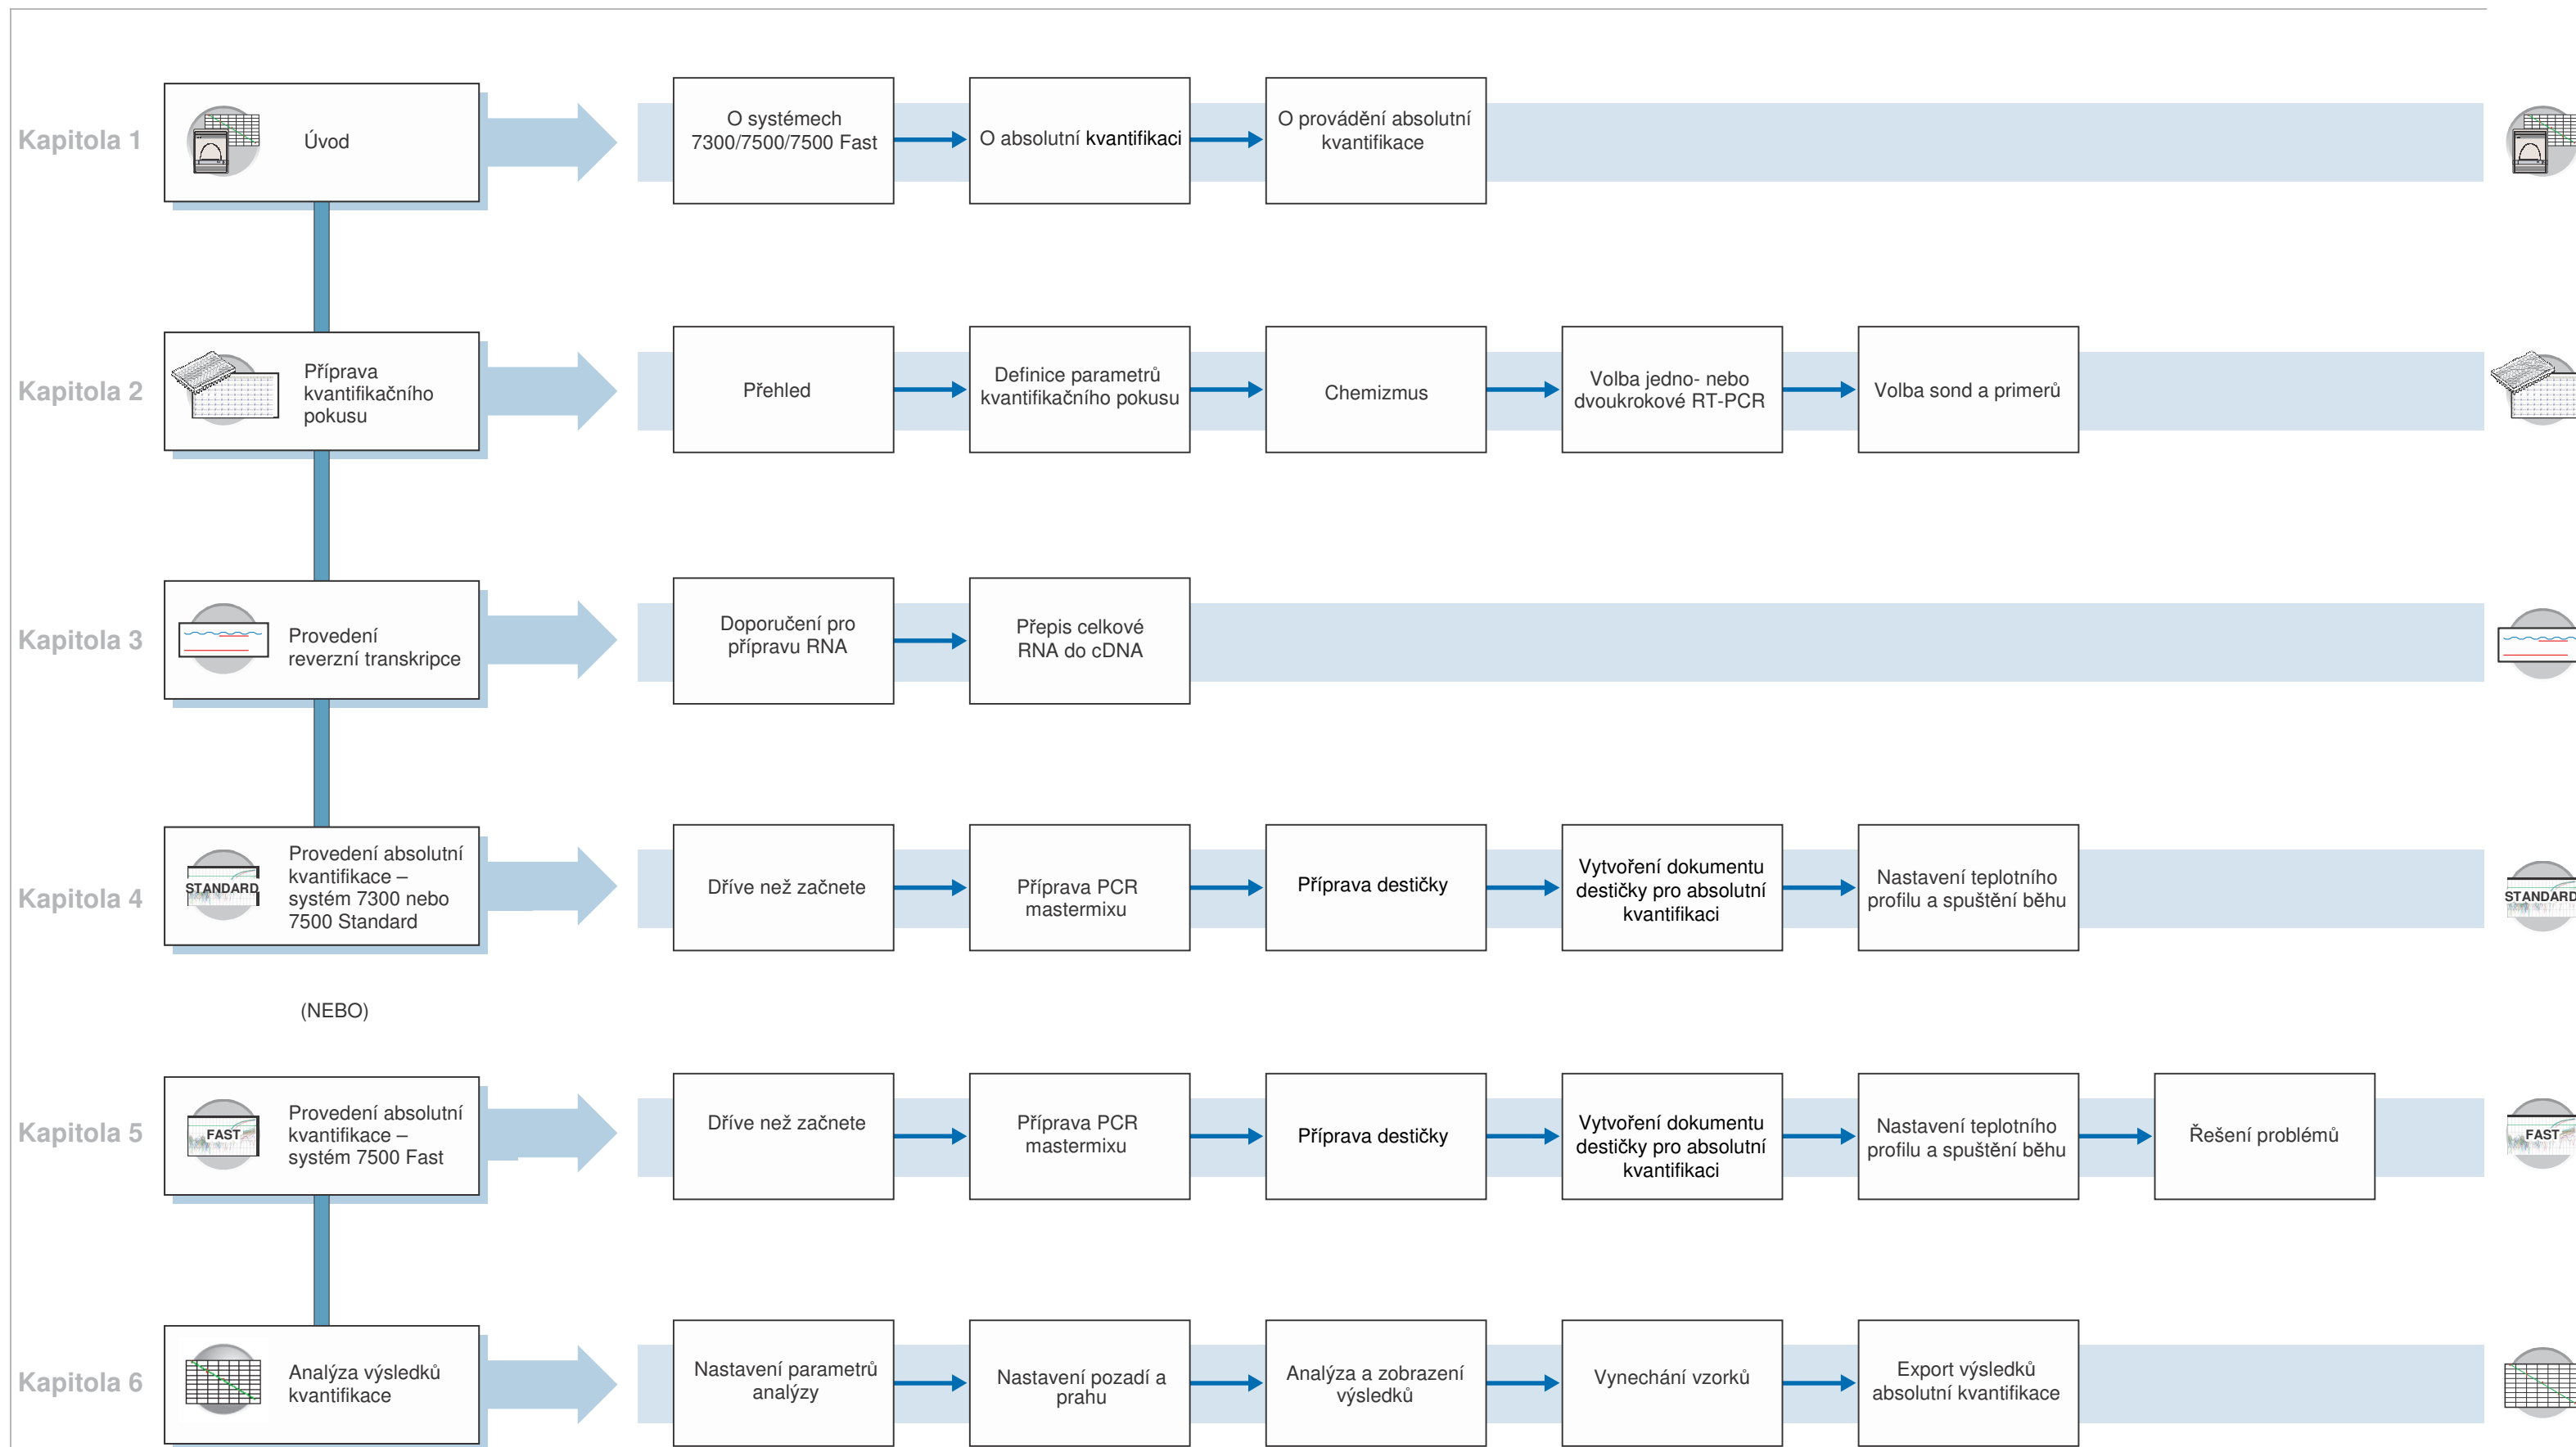 Kapitola 1
Úvod
O systémech
7300/7500/7500 Fast
O absolutní kvantifikaci
O provádění absolutní
kvantifikace
Kapitola 2
Příprava
kvantifikačního
pokusu
Přehled
Definice parametrů
kvantifikačního pokusu
Chemizmus
Volba jedno- nebo
dvoukrokové RT-PCR
Volba sond a primerů
Kapitola 3
Provedení
reverzní transkripce
Doporučení pro
přípravu RNA
Přepis celkové
RNA do cDNA
Kapitola 4
STANDARD
Provedení absolutní
kvantifikace –
systém 7300 nebo
7500 Standard
Dříve než začnete
Příprava PCR
mastermixu
Příprava destičky
Vytvoření dokumentu
destičky pro absolutní
kvantifikaci
Nastavení teplotního
profilu a spuštění běhu
STANDARD
(NEBO)
Kapitola 5
FAST
Provedení absolutní
kvantifikace –
systém 7500 Fast
Dříve než začnete
Příprava PCR
mastermixu
Příprava destičky
Vytvoření dokumentu
destičky pro absolutní
kvantifikaci
Nastavení teplotního
profilu a spuštění běhu
Řešení problémů
FAST
Kapitola 6
Analýza výsledků
kvantifikace
Nastavení parametrů
analýzy
Nastavení pozadí a
prahu
Analýza a zobrazení
výsledků
Vynechání vzorků
Export výsledků
absolutní kvantifikace